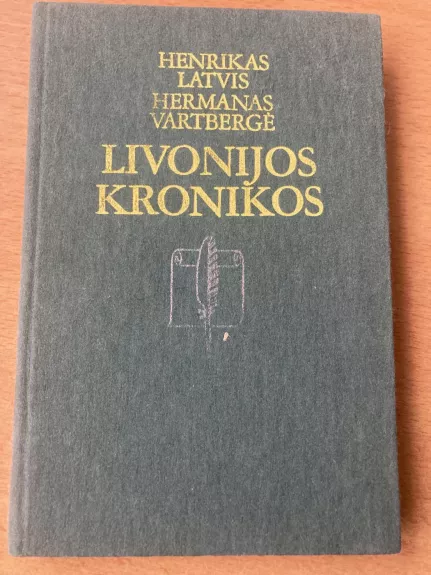 HENRIKAS
LATVIS
HERMANAS
VARTBERGĖ
LIVONIJOS
KRONIKOS